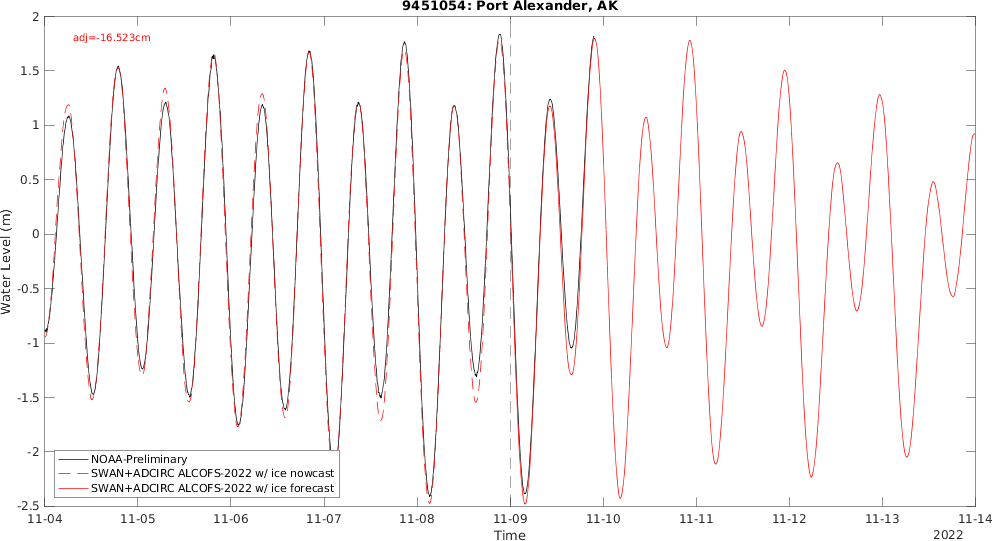 9451054: Port Alexander, AK
adj=-16.523cm
2
1.5
1
0.5
0
-0.5
-1
-1.5
-2
-2.5
Water Level (m)
NOAA-Preliminary
SWAN+ADCIRC ALCOFS-2022 w/ ice nowcast
SWAN+ADCIRC ALCOFS-2022 w/ ice forecast
11-04 11-05 11-06 11-07 11-08 11-09 11-10 11-11 11-12 11-13 11-14
Time
2022